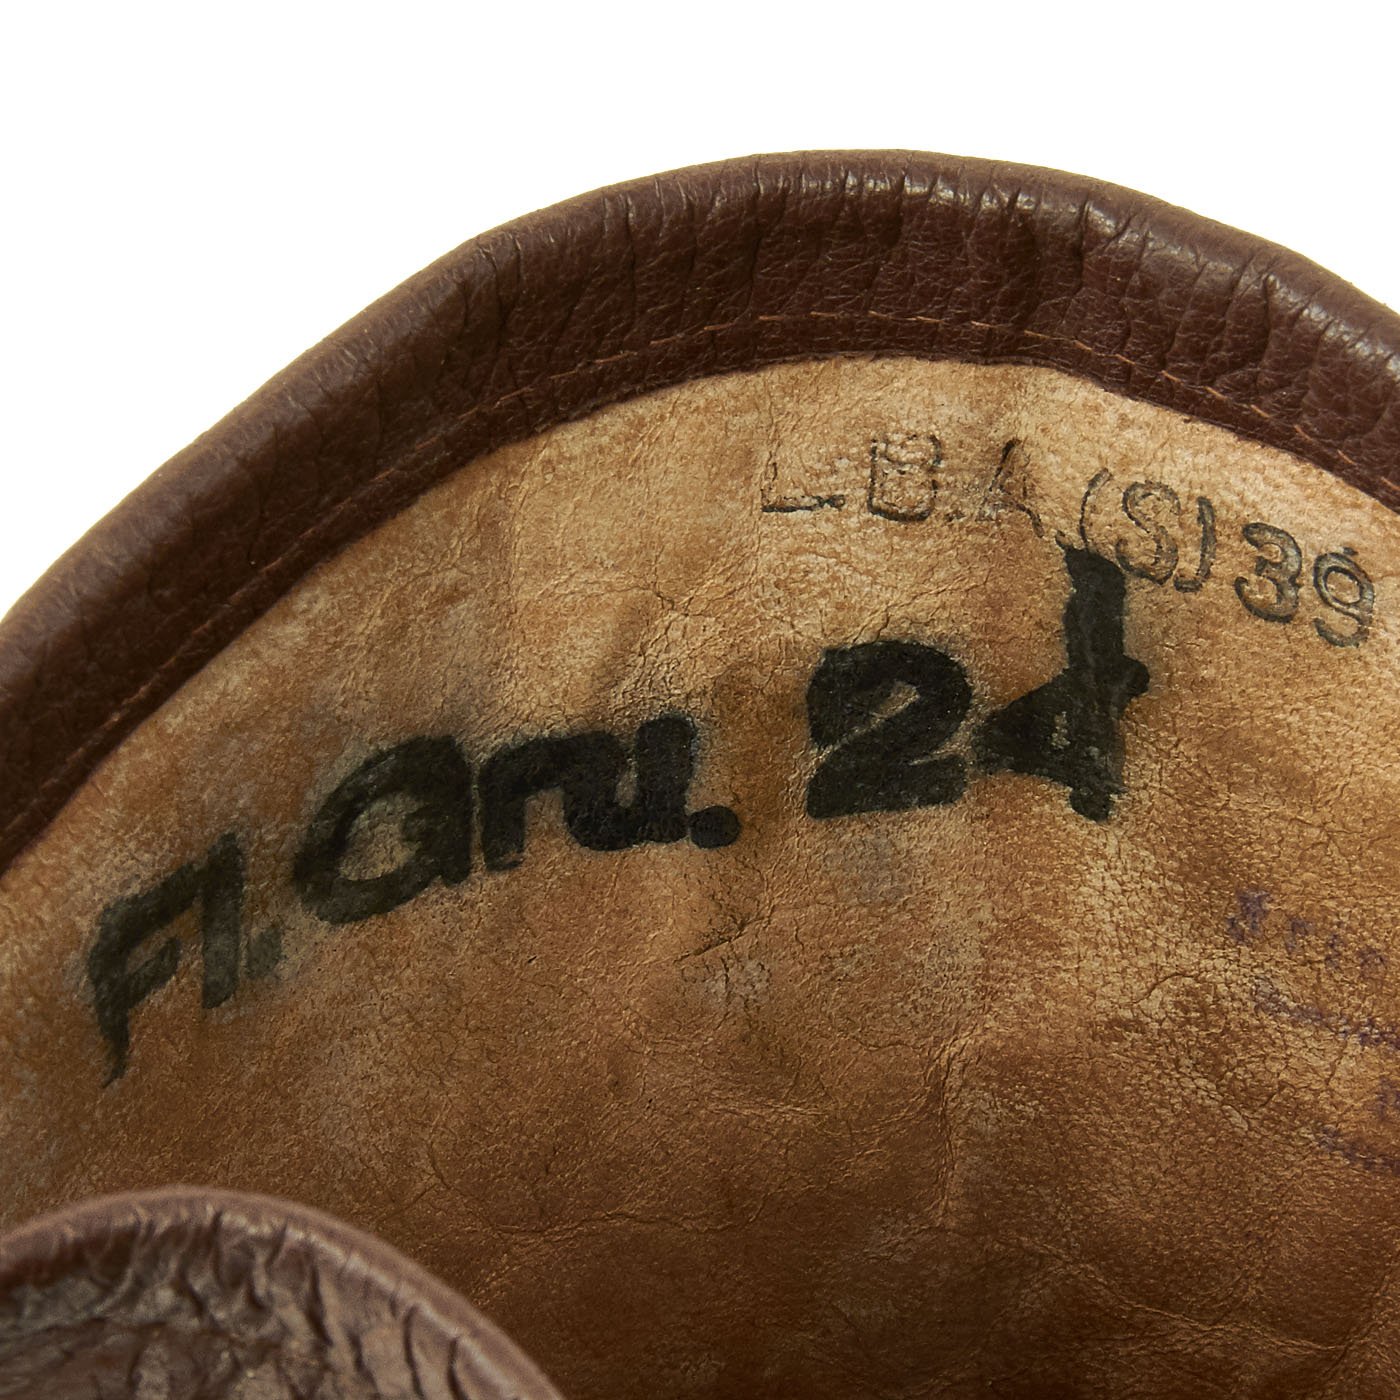 L.B.A.(S) 39
Fl. Gru. 24